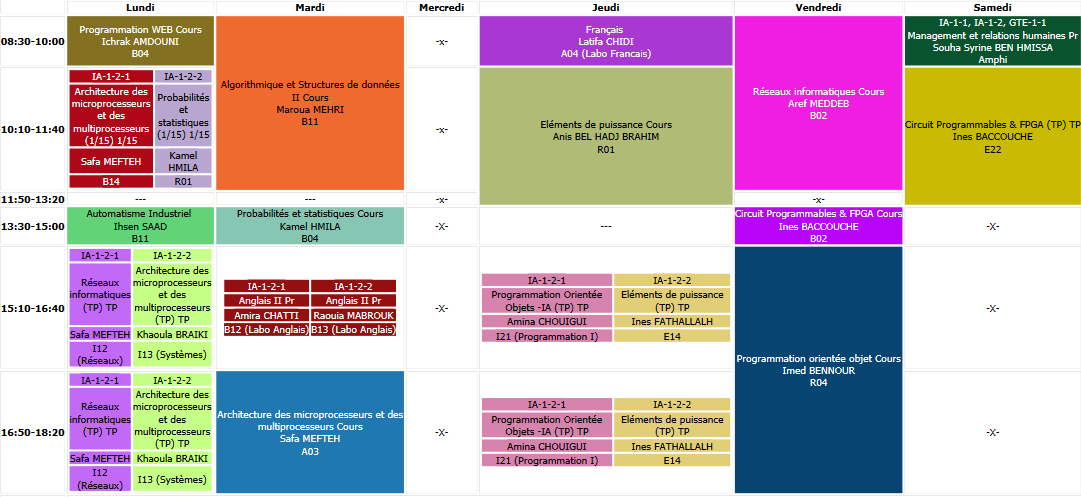 Lundi
Mardi
Mercredi
Jeudi
Vendredi
Samedi
08:30-10:00
Programmation WEB Cours
Ichrak AMDOUNI
B04
Algorithmique et Structures de données
II Cours
Maroua MEHRI
B11
-x-
Français
Latifa CHIDI
A04 (Labo Francais)
Réseaux informatiques Cours
Aref MEDDEB
B02
IA-1-1, IA-1-2, GTE-1-1
Management et relations humaines Pr
Souha Syrine BEN HMISSA
Amphi
10:10-11:40
IA-1-2-1
Architecture des
microprocesseurs
et des
multiprocesseurs
(1/15) 1/15
Safa MEFTEH
B14
IA-1-2-2
Probabilités
et
statistiques
(1/15) 1/15
Kamel
HMILA
R01
-x-
Eléments de puissance Cours
Anis BEL HADJ BRAHIM
R01
Circuit Programables & FPGA (TP) TP
Ines BACCOUCHE
E22
11:50-13:20
---
---
-x-
-x-
13:30-15:00
Automatisme Industriel
Ihsen SAAD
B11
Probabilités et statistiques Cours
Kamel HMILA
B04
-X-
---
Circuit Programables & FPGA Cours
Ines BACCOUCHE
B02
-X-
15:10-16:40
IA-1-2-1
Réseaux
informatiques
(TP) TP
Safa MEFTEH
I12
(Réseaux)
IA-1-2-2
Architecture des
microprocesseurs
et des
multiprocesseurs
(TP) TP
Khaoula BRAIKI
I13 (Systèmes)
IA-1-2-1
Anglais II Pr
Amira CHATTI
B12 (Labo Anglais)
IA-1-2-2
Anglais II Pr
Raouia MABROUK
B13 (Labo Anglais)
-X-
IA-1-2-1
Programmation Orientée
Objets -IA (TP) TP
Amina CHOUIGUI
I21 (Programmation I)
IA-1-2-2
Eléments de puissance
(TP) TP
Ines FATHALLALH
E14
Programmation orientée objet Cours
Imed BENNOUR
R04
-X-
16:50-18:20
IA-1-2-1
Réseaux
informatiques
(TP) TP
Safa MEFTEH
I12
(Réseaux)
IA-1-2-2
Architecture des
microprocesseurs
et des
multiprocesseurs
(TP) TP
Khaoula BRAIKI
I13 (Systèmes)
Architecture des microprocesseurs et des
multiprocesseurs Cours
Safa MEFTEH
A03
-X-
IA-1-2-1
Programmation Orientée
Objets -IA (TP) TP
Amina CHOUIGUI
I21 (Programmation I)
IA-1-2-2
Eléments de puissance
(TP) TP
Ines FATHALLALH
E14
-X-